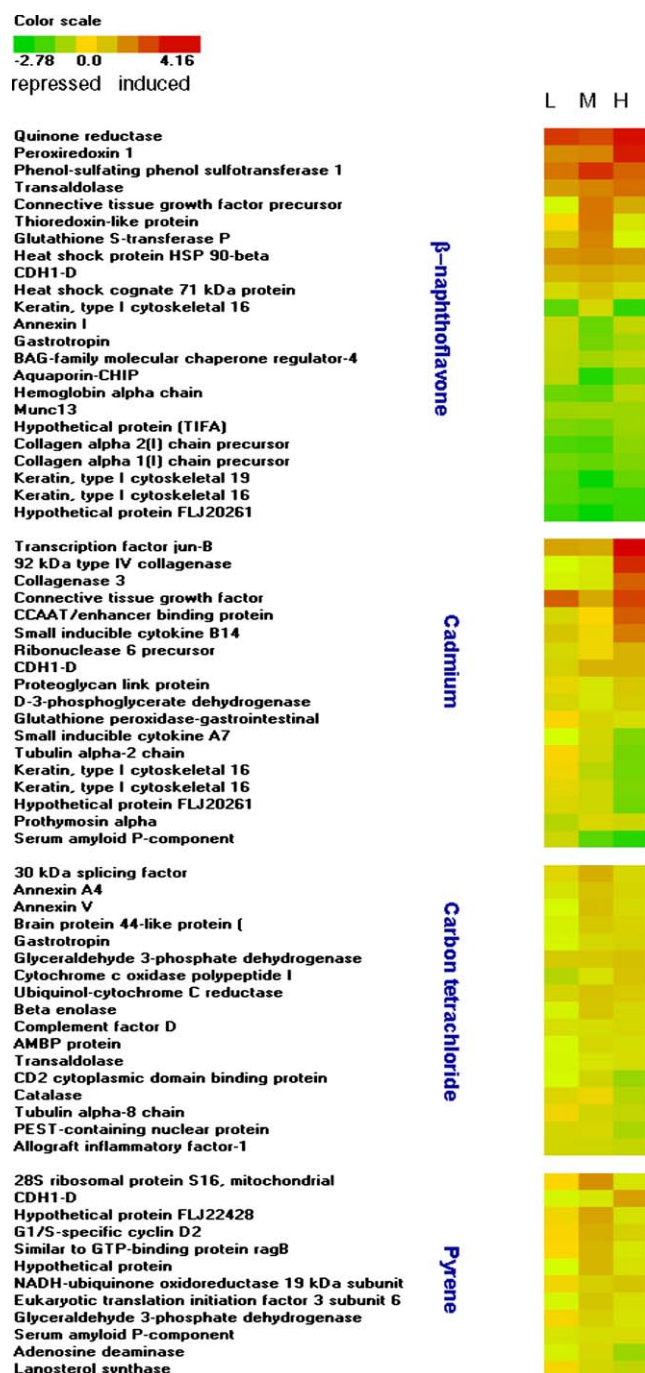 Color scale
-2.78 0.0 4.16
repressed induced
L M H
Quinone reductase
Peroxiredoxin 1
Phenol-sulfating phenol sulfotransferase 1
Transaldolase
Connective tissue growth factor precursor
Thioredoxin-like protein
Glutathione S-transferase P
Heat shock protein HSP 90-beta
CDH1-D
Heat shock cognate 71 kDa protein
Keratin, type I cytoskeletal 16
Annexin I
Gastrotropin
BAG-family molecular chaperone regulator-4
Aquaporin-CHIP
Hemoglobin alpha chain
Munc13
Hypothetical protein (TIFA)
Collagen alpha 2(I) chain precursor
Collagen alpha 1(I) chain precursor
Keratin, type I cytoskeletal 19
Keratin, type I cytoskeletal 16
Hypothetical protein FLJ20261
β-naphthoflavone
Transcription factor jun-B
92 kDa type IV collagenase
Collagenase 3
Connective tissue growth factor
CCAAT/enhancer binding protein
Small inducible cytokine B14
Ribonuclease 6 precursor
CDH1-D
Proteoglycan link protein
D-3-phosphoglycerate dehydrogenase
Glutathione peroxidase-gastrointestinal
Small inducible cytokine A7
Tubulin alpha-2 chain
Keratin, type I cytoskeletal 16
Keratin, type I cytoskeletal 16
Hypothetical protein FLJ20261
Prothymosin alpha
Serum amyloid P-component
Cadmium
30 kDa splicing factor
Annexin A4
Annexin V
Brain protein 44-like protein (
Gastrotropin
Glyceraldehyde 3-phosphate dehydrogenase
Cytochrome c oxidase polypeptide I
Ubiquinol-cytochrome C reductase
Beta enolase
Complement factor D
AMBP protein
Transaldolase
CD2 cytoplasmic domain binding protein
Catalase
Tubulin alpha-8 chain
PEST-containing nuclear protein
Allograft inflammatory factor-1
Carbon tetrachloride
28S ribosomal protein S16, mitochondrial
CDH1-D
Hypothetical protein FLJ22428
G1/S-specific cyclin D2
Similar to GTP-binding protein ragB
Hypothetical protein
NADH-ubiquinone oxidoreductase 19 kDa subunit
Eukaryotic translation initiation factor 3 subunit 6
Glyceraldehyde 3-phosphate dehydrogenase
Serum amyloid P-component
Adenosine deaminase
Lanosterol synthase
Pyrene